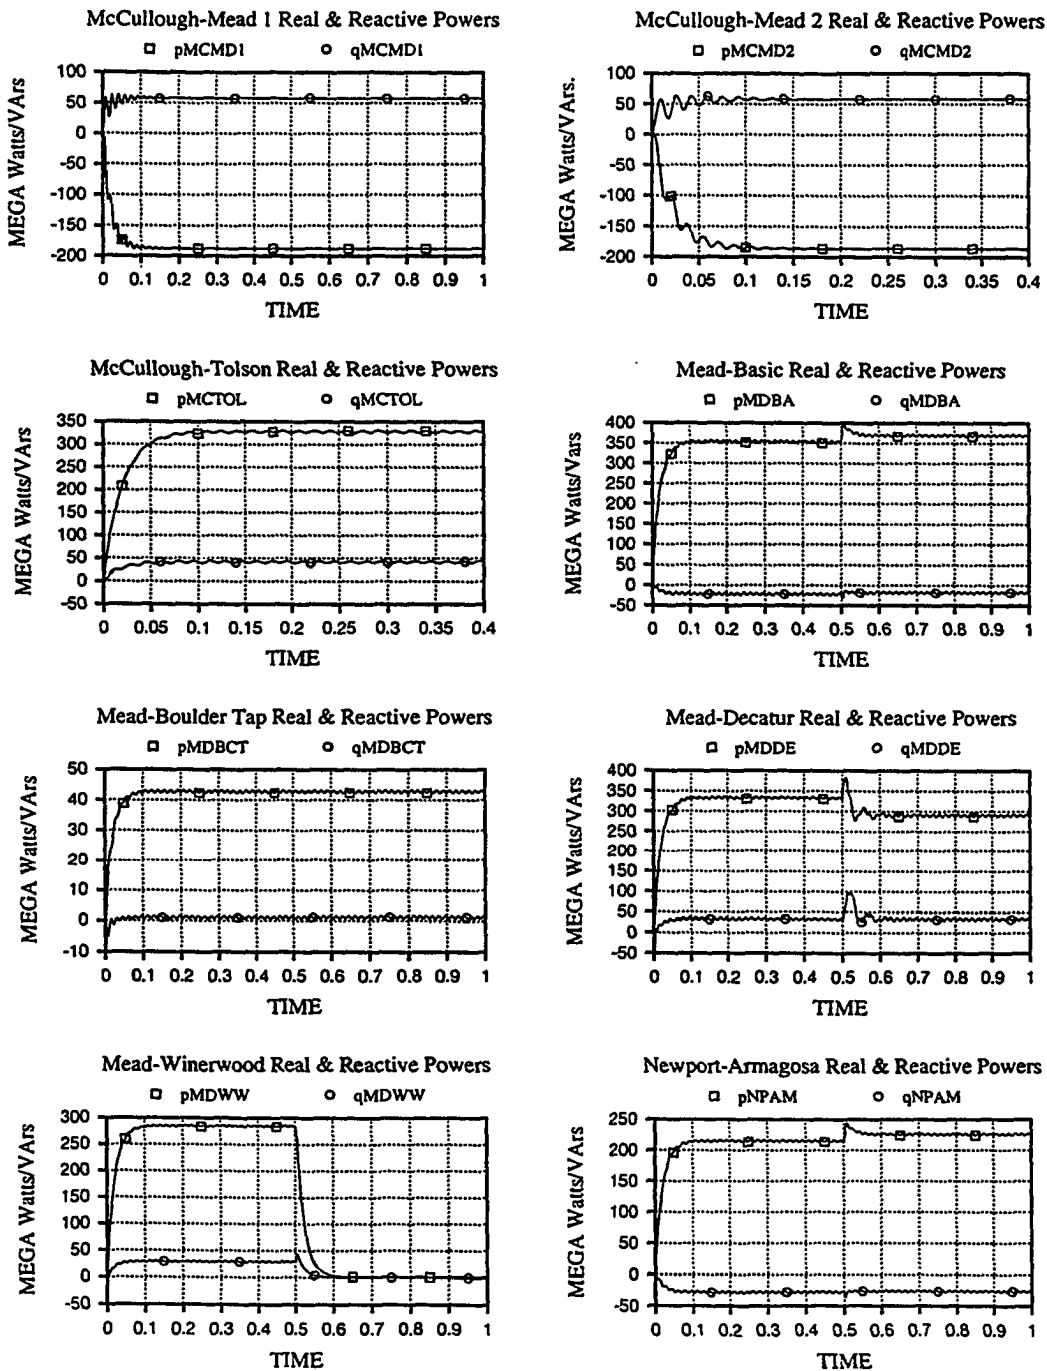 McCullough-Mead 1 Real & Reactive Powers
pMCMD1 qMCMD1
MEGA Watts/VArs
100
50
0
-50
-100
-150
-200
0 0.1 0.2 0.3 0.4 0.5 0.6 0.7 0.8 0.9 1
TIME
McCullough-Mead 2 Real & Reactive Powers
pMCMD2 qMCMD2
MEGA Watts/VArs.
100
50
0
-50
-100
-150
-200
0 0.05 0.1 0.15 0.2 0.25 0.3 0.35 0.4
TIME
McCullough-Tolson Real & Reactive Powers
pMCTOL qMCTOL
MEGA Watts/VArs
350
300
250
200
150
100
50
0
-50
0 0.05 0.1 0.15 0.2 0.25 0.3 0.35 0.4
TIME
Mead-Basic Real & Reactive Powers
pMDBA qMDBA
MEGA Watts/Vars
400
350
300
250
200
150
100
50
0
-50
0 0.1 0.2 0.3 0.4 0.5 0.6 0.7 0.8 0.9 1
TIME
Mead-Boulder Tap Real & Reactive Powers
pMDBCT qMDBCT
MEGA Watts/VArs
50
40
30
20
10
0
-10
0 0.1 0.2 0.3 0.4 0.5 0.6 0.7 0.8 0.9 1
TIME
Mead-Decatur Real & Reactive Powers
pMDDE qMDDE
MEGA Watts/VArs
400
350
300
250
200
150
100
50
0
-50
0 0.1 0.2 0.3 0.4 0.5 0.6 0.7 0.8 0.9 1
TIME
Mead-Winerwood Real & Reactive Powers
pMDWW qMDWW
MEGA Watts/VArs
300
250
200
150
100
50
0
-50
0 0.1 0.2 0.3 0.4 0.5 0.6 0.7 0.8 0.9 1
TIME
Newport-Armagosa Real & Reactive Powers
pNPAM qNPAM
MEGA Watts/VArs
250
200
150
100
50
0
-50
0 0.1 0.2 0.3 0.4 0.5 0.6 0.7 0.8 0.9 1
TIME